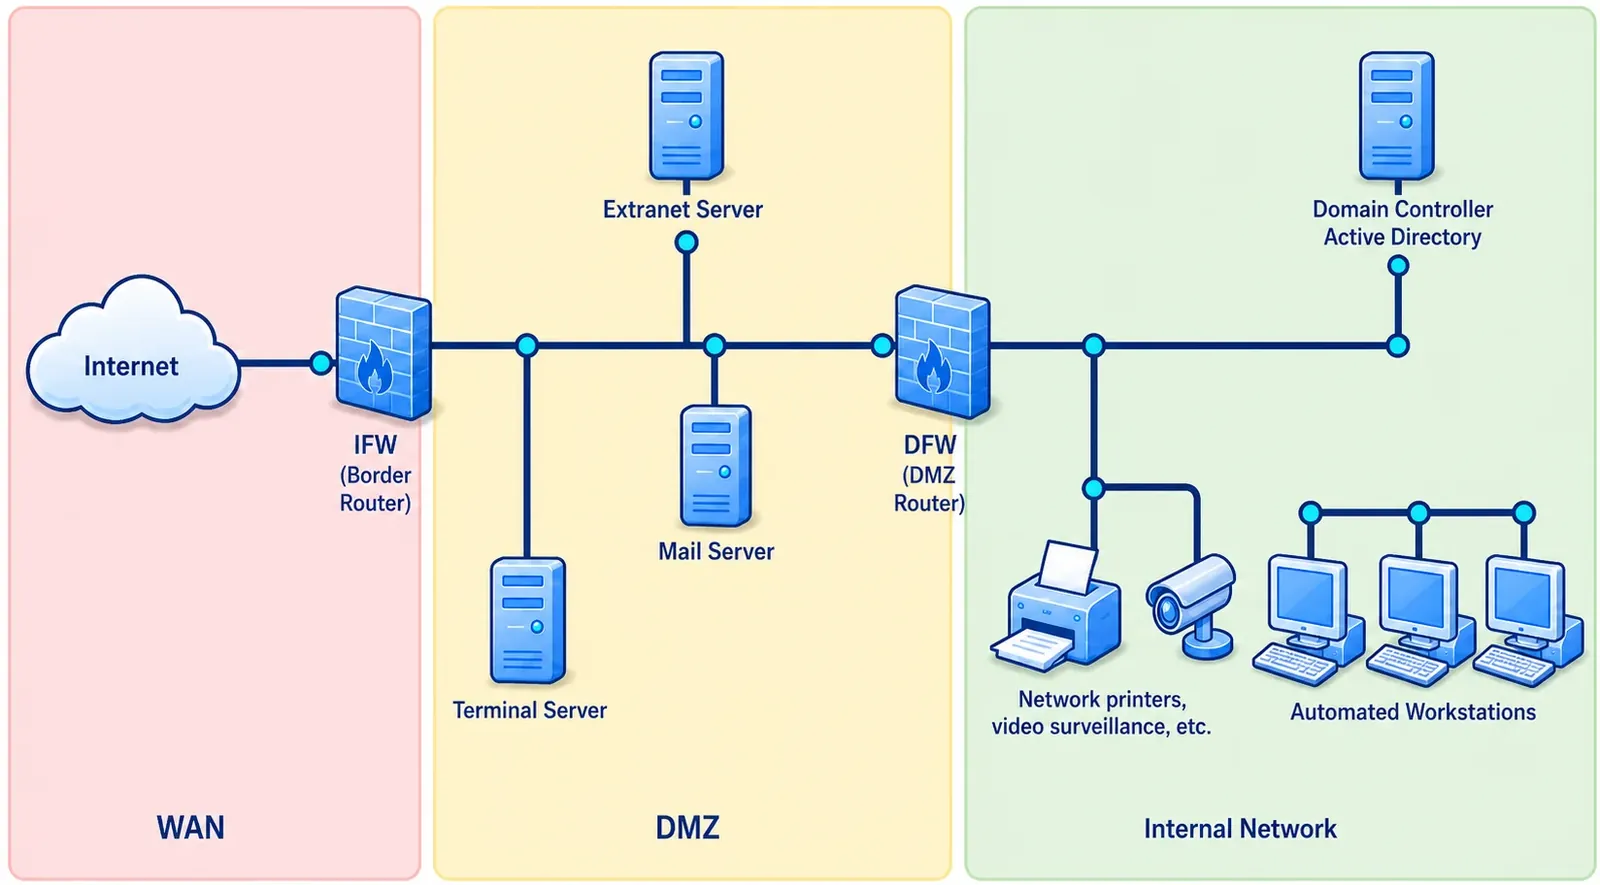 Extranet Server
Domain Controller
Active Directory
Internet
IFW
(Border
Router)
DFW
(DMZ
Router)
Mail Server
Terminal Server
Network printers,
video surveillance, etc.
Automated Workstations
WAN
DMZ
Internal Network